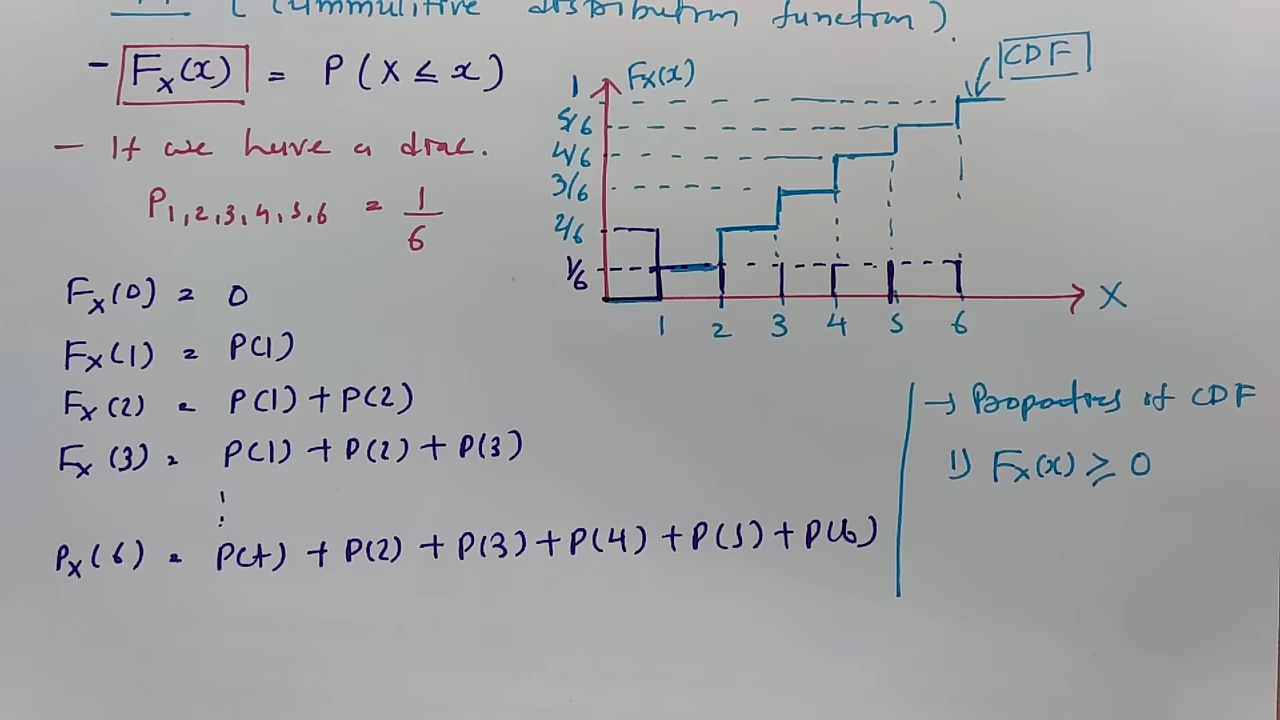 ( Cummulitive distribution function ).
- Fx(x) = P ( X ≤ x )
- If we have a dice.
P1,2,3,4,5,6 = 1/6
Fx(0) = 0
Fx(1) = P(1)
Fx(2) = P(1) + P(2)
Fx(3) = P(1) + P(2) + P(3)
⋮
Px(6) = P(1) + P(2) + P(3) + P(4) + P(5) + P(6)
Fx(x)
CDF
1
5/6
4/6
3/6
2/6
1/6
1 2 3 4 5 6
X
→ Propoctries of CDF
1) Fx(x) ≥ 0